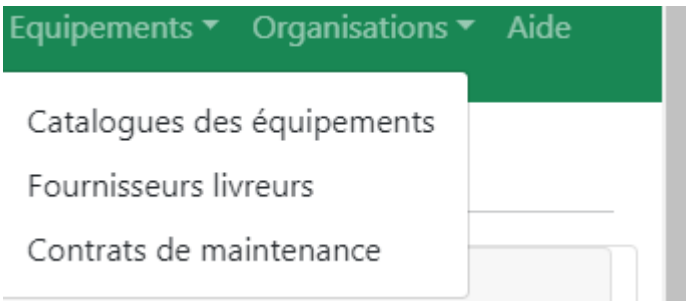 Equipements Organisations Aide
Catalogues des équipements
Fournisseurs livreurs
Contrats de maintenance